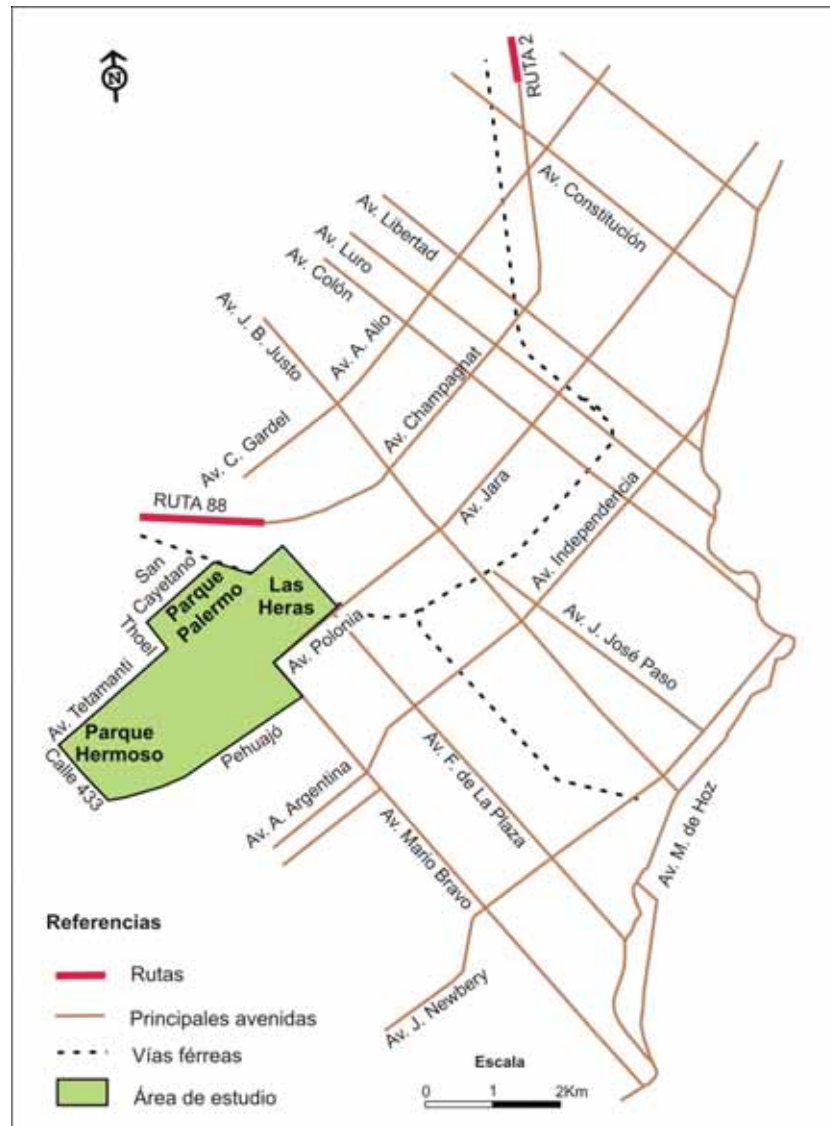 N
RUTA 2
Av. Constitución
Av. Libertad
Av. Luro
Av. Colón
Av. J. B. Justo
Av. A. Alio
Av. Champagnat
Av. C. Gardel
RUTA 88
Av. Jara
Av. Independencia
San
Cayetano
Parque
Palermo
Las
Heras
Thoel
Av. Polonia
Av. J. José Paso
Av. Tetamanti
Parque
Hermoso
Calle 433
Pehuajó
Av. A. Argentina
Av. F. de La Plaza
Av. Mario Bravo
Av. M. de Hoz
Av. J. Newbery
Referencias
Rutas
Principales avenidas
Vías férreas
Área de estudio
Escala
0 1 2Km